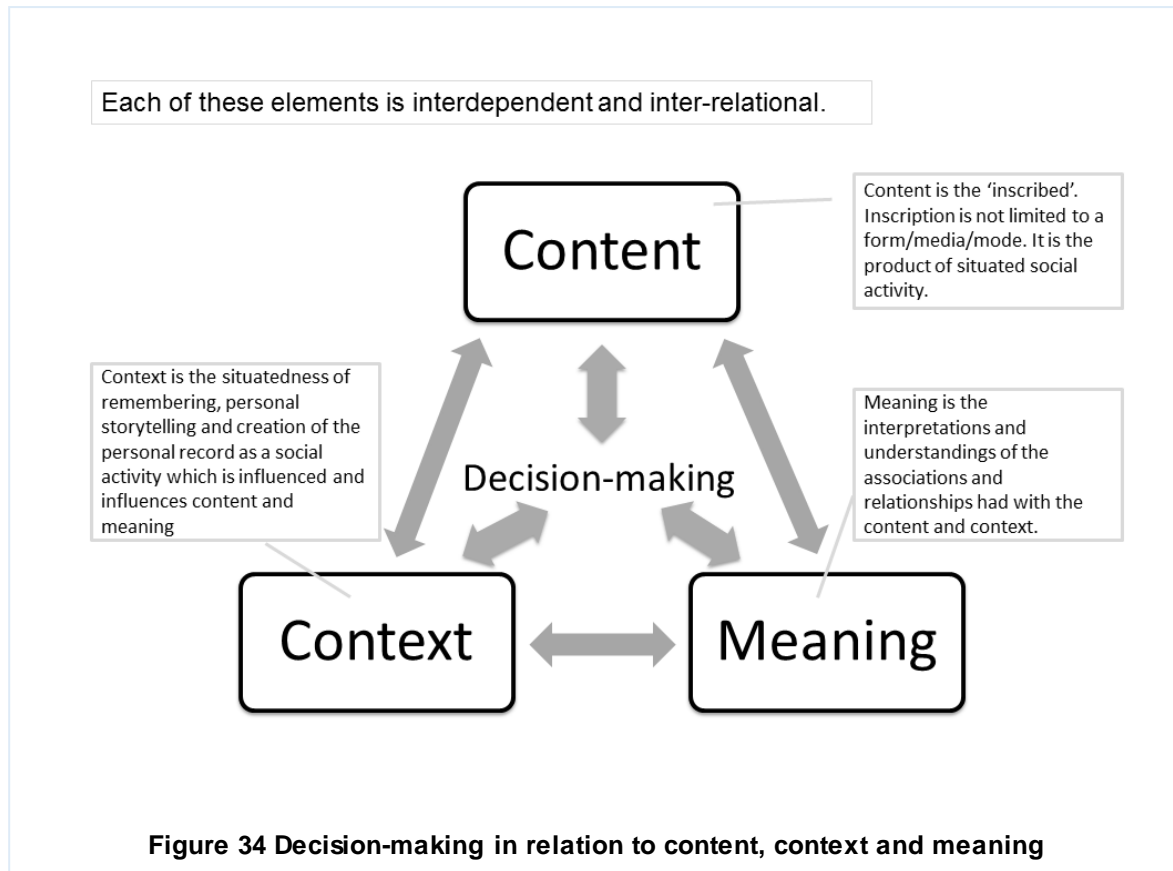 Each of these elements is interdependent and inter-relational.
Content
Content is the ‘inscribed’.
Inscription is not limited to a
form/media/mode. It is the
product of situated social
activity.
Context is the situatedness of
remembering, personal
storytelling and creation of the
personal record as a social
activity which is influenced and
influences content and
meaning
Decision-making
Meaning is the
interpretations and
understandings of the
associations and
relationships had with the
content and context.
Context
Meaning
Figure 34 Decision-making in relation to content, context and meaning